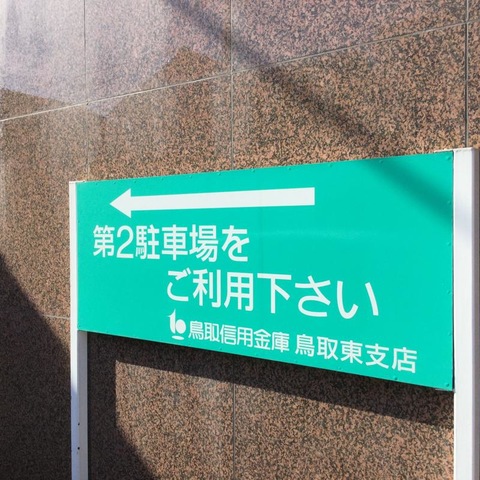 第2駐車場を
ご利用下さい
鳥取信用金庫 鳥取東支店